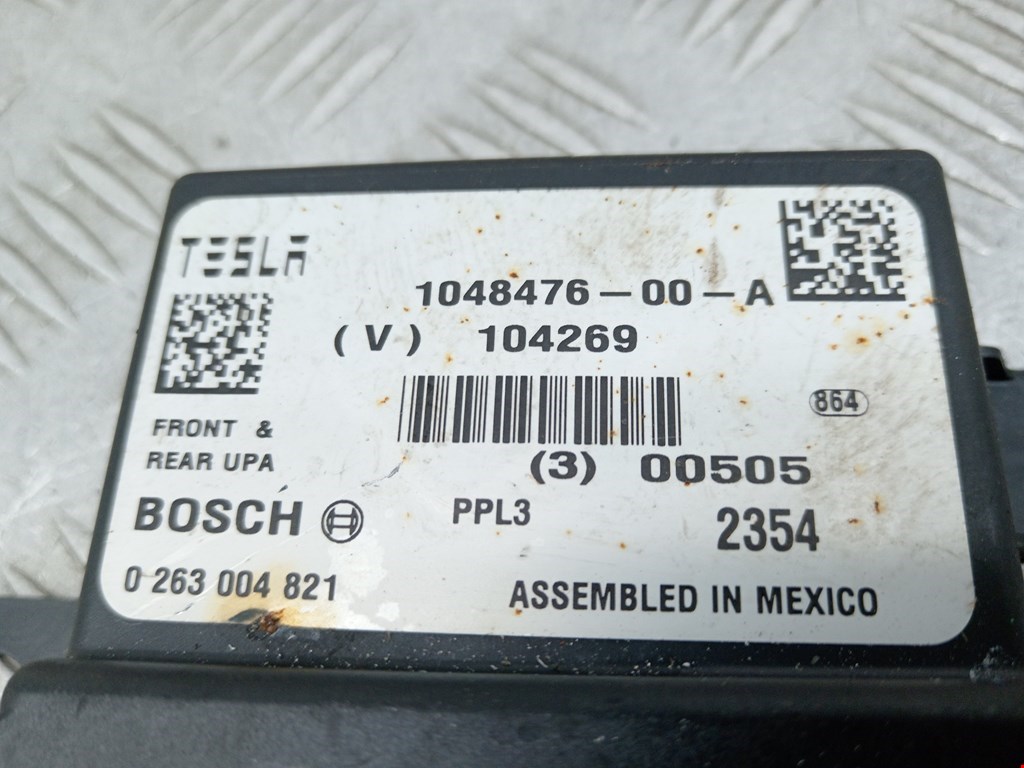 TESLA
1048476-00-A
(V) 104269
864
FRONT &
REAR UPA
(3) 00505
BOSCH
PPL3
2354
0 263 004 821
ASSEMBLED IN MEXICO